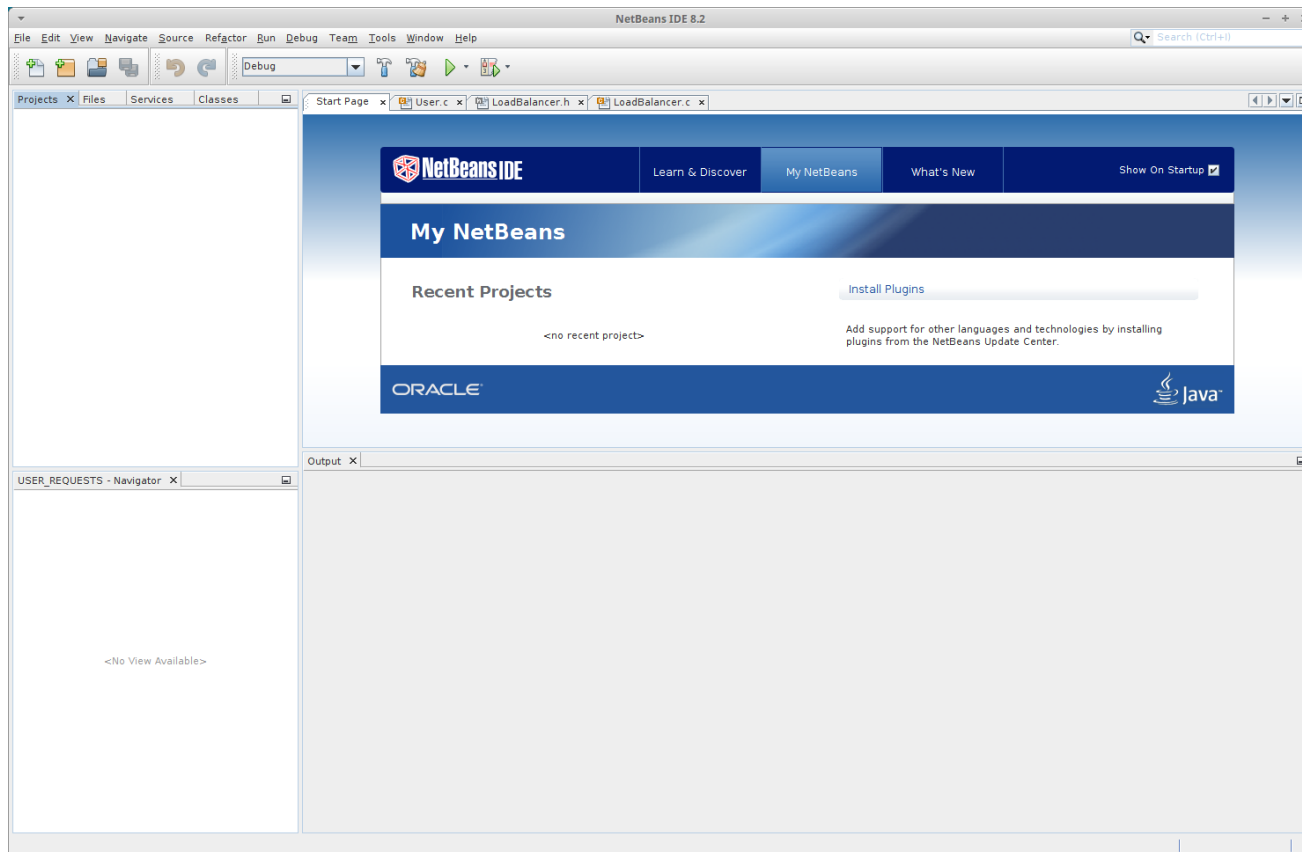 NetBeans IDE 8.2
File Edit View Navigate Source Refactor Run Debug Team Tools Window Help
Search (Ctrl+I)
Debug
Projects Files Services Classes
Start Page User.c LoadBalancer.h LoadBalancer.c
NetBeans IDE
Learn & Discover My NetBeans What's New Show On Startup
My NetBeans
Recent Projects
Install Plugins
<no recent project>
Add support for other languages and technologies by installing
plugins from the NetBeans Update Center.
ORACLE
Java
Output
USER_REQUESTS - Navigator
<No View Available>